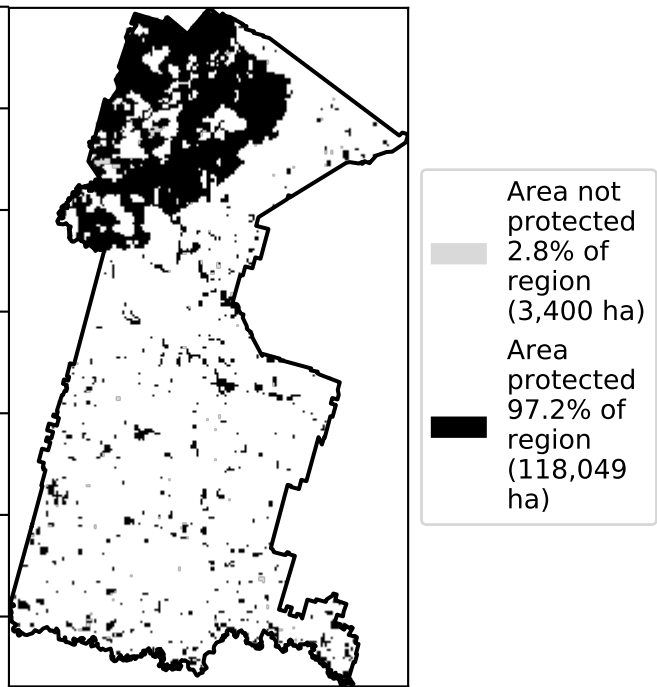 Area not
protected
2.8% of
region
(3,400 ha)
Area
protected
97.2% of
region
(118,049
ha)